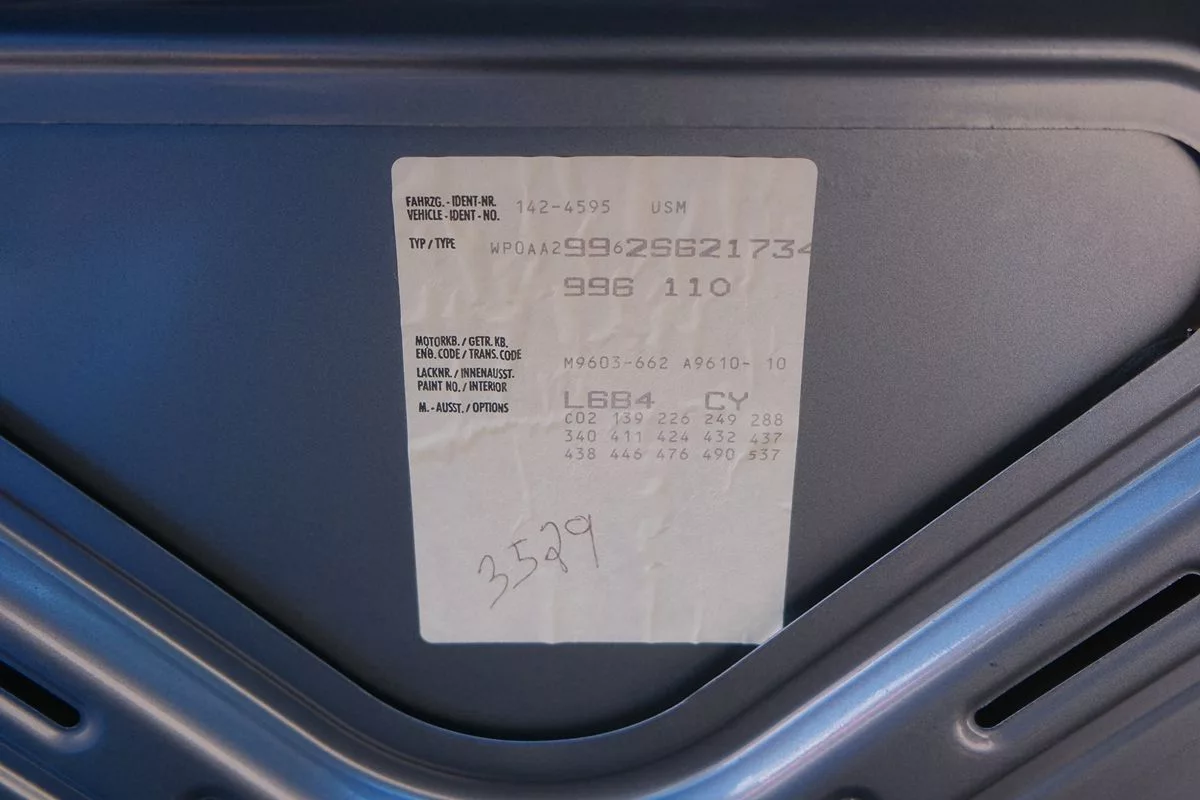 FAHRZG.-IDENT-NR.
VEHICLE-IDENT-NO. 142-4595 USM
TYP/TYPE WP0AA29962S621734
996 110
MOTORKB./GETR.KB.
ENB.CODE/TRANS.CODE M9603-662 A9610- 10
LACKNR./INNENAUSST.
PAINT NO./INTERIOR
M.-AUSST./OPTIONS L6B4 CY
C02 139 226 249 288
340 411 424 432 437
438 446 476 490 537
3529